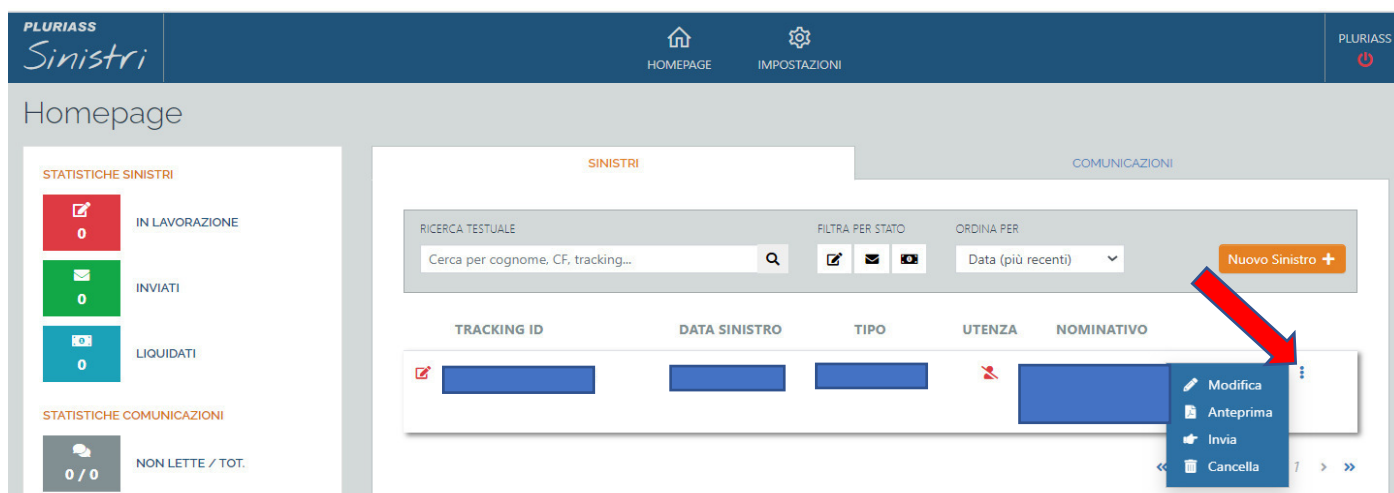 PLURIASS
Sinistri
HOMEPAGE
IMPOSTAZIONI
PLURIASS
Homepage
STATISTICHE SINISTRI
0
IN LAVORAZIONE
0
INVIATI
0
LIQUIDATI
STATISTICHE COMUNICAZIONI
0 / 0
NON LETTE / TOT.
SINISTRI
COMUNICAZIONI
RICERCA TESTUALE
Cerca per cognome, CF, tracking...
FILTRA PER STATO
ORDINA PER
Data (più recenti)
Nuovo Sinistro +
TRACKING ID
DATA SINISTRO
TIPO
UTENZA
NOMINATIVO
Modifica
Anteprima
Invia
Cancella
« 1 > »